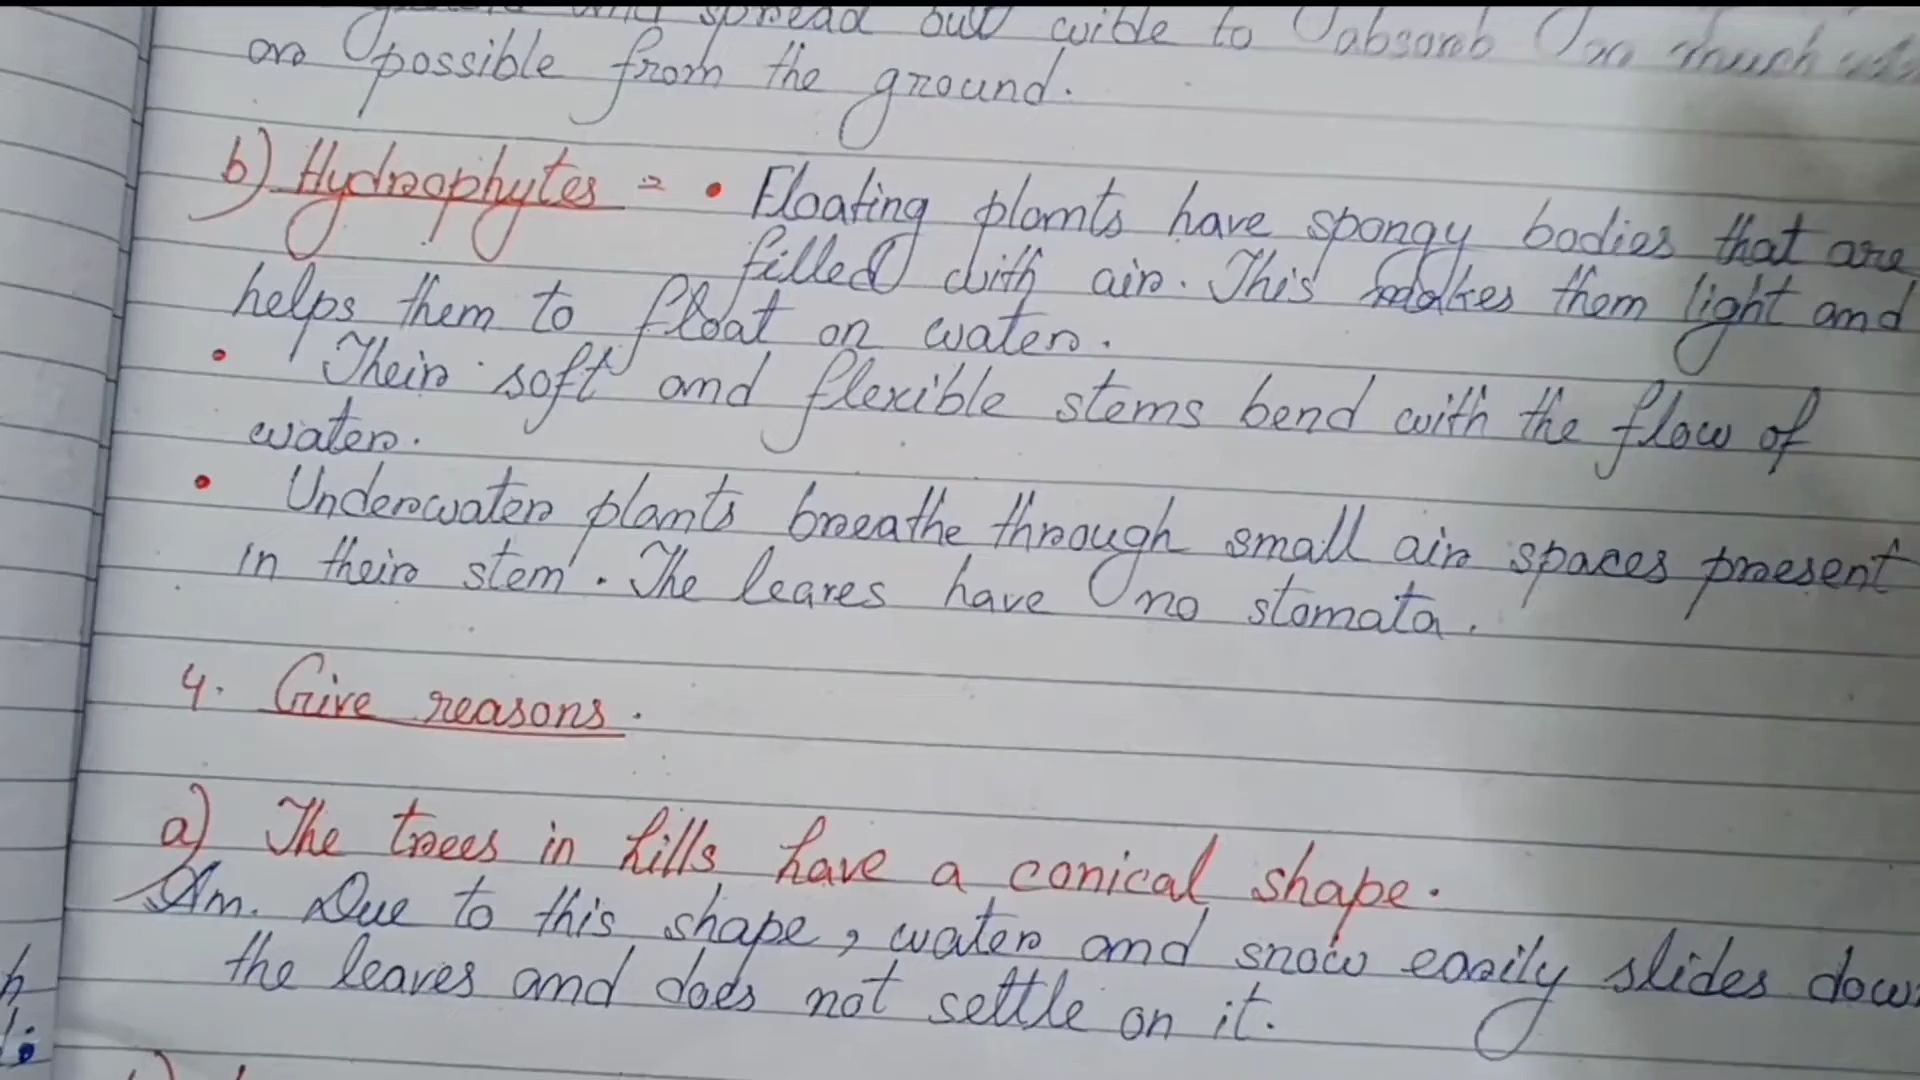 and spread out wide to absorb as much
as possible from the ground.
b) Hydrophytes = • Floating plants have spongy bodies that are
filled with air. This makes them light and
helps them to float on water.
• Their soft and flexible stems bend with the flow of
water.
• Underwater plants breathe through small air spaces present
in their stem. The leaves have no stomata.
4. Give reasons.
a) The trees in hills have a conical shape.
Ans. Due to this shape, water and snow easily slides down
the leaves and does not settle on it.